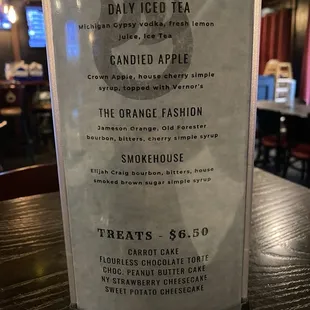 DALY ICED TEA
Michigan Gypsy vodka, fresh lemon
juice, Ice Tea
CANDIED APPLE
Crown Apple, house cherry simple
syrup, topped with Vernor's
THE ORANGE FASHION
Jameson Orange, Old Forester
bourbon, bitters, cherry simple syrup
SMOKEHOUSE
Elijah Craig bourbon, bitters, house
smoked brown sugar simple syrup
TREATS - $6.50
CARROT CAKE
FLOURLESS CHOCOLATE TORTE
CHOC. PEANUT BUTTER CAKE
NY STRAWBERRY CHEESECAKE
SWEET POTATO CHEESECAKE